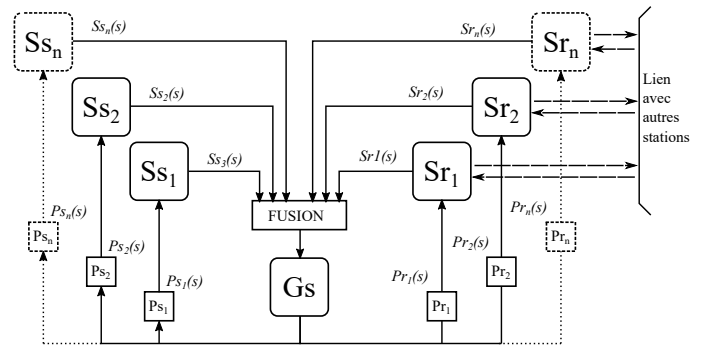 Ss_n
Ss_n(s)
Sr_n(s)
Sr_n
Ss_2
Ss_2(s)
Sr_2(s)
Sr_2
Lien
avec
autres
stations
Ss_1
Ss_3(s)
Sr1(s)
Sr_1
FUSION
Ps_n(s)
Pr_n(s)
Ps_n
Pr_n
Ps_2(s)
Pr_2(s)
Ps_2
Pr_2
Gs
Ps_1(s)
Pr_1(s)
Ps_1
Pr_1